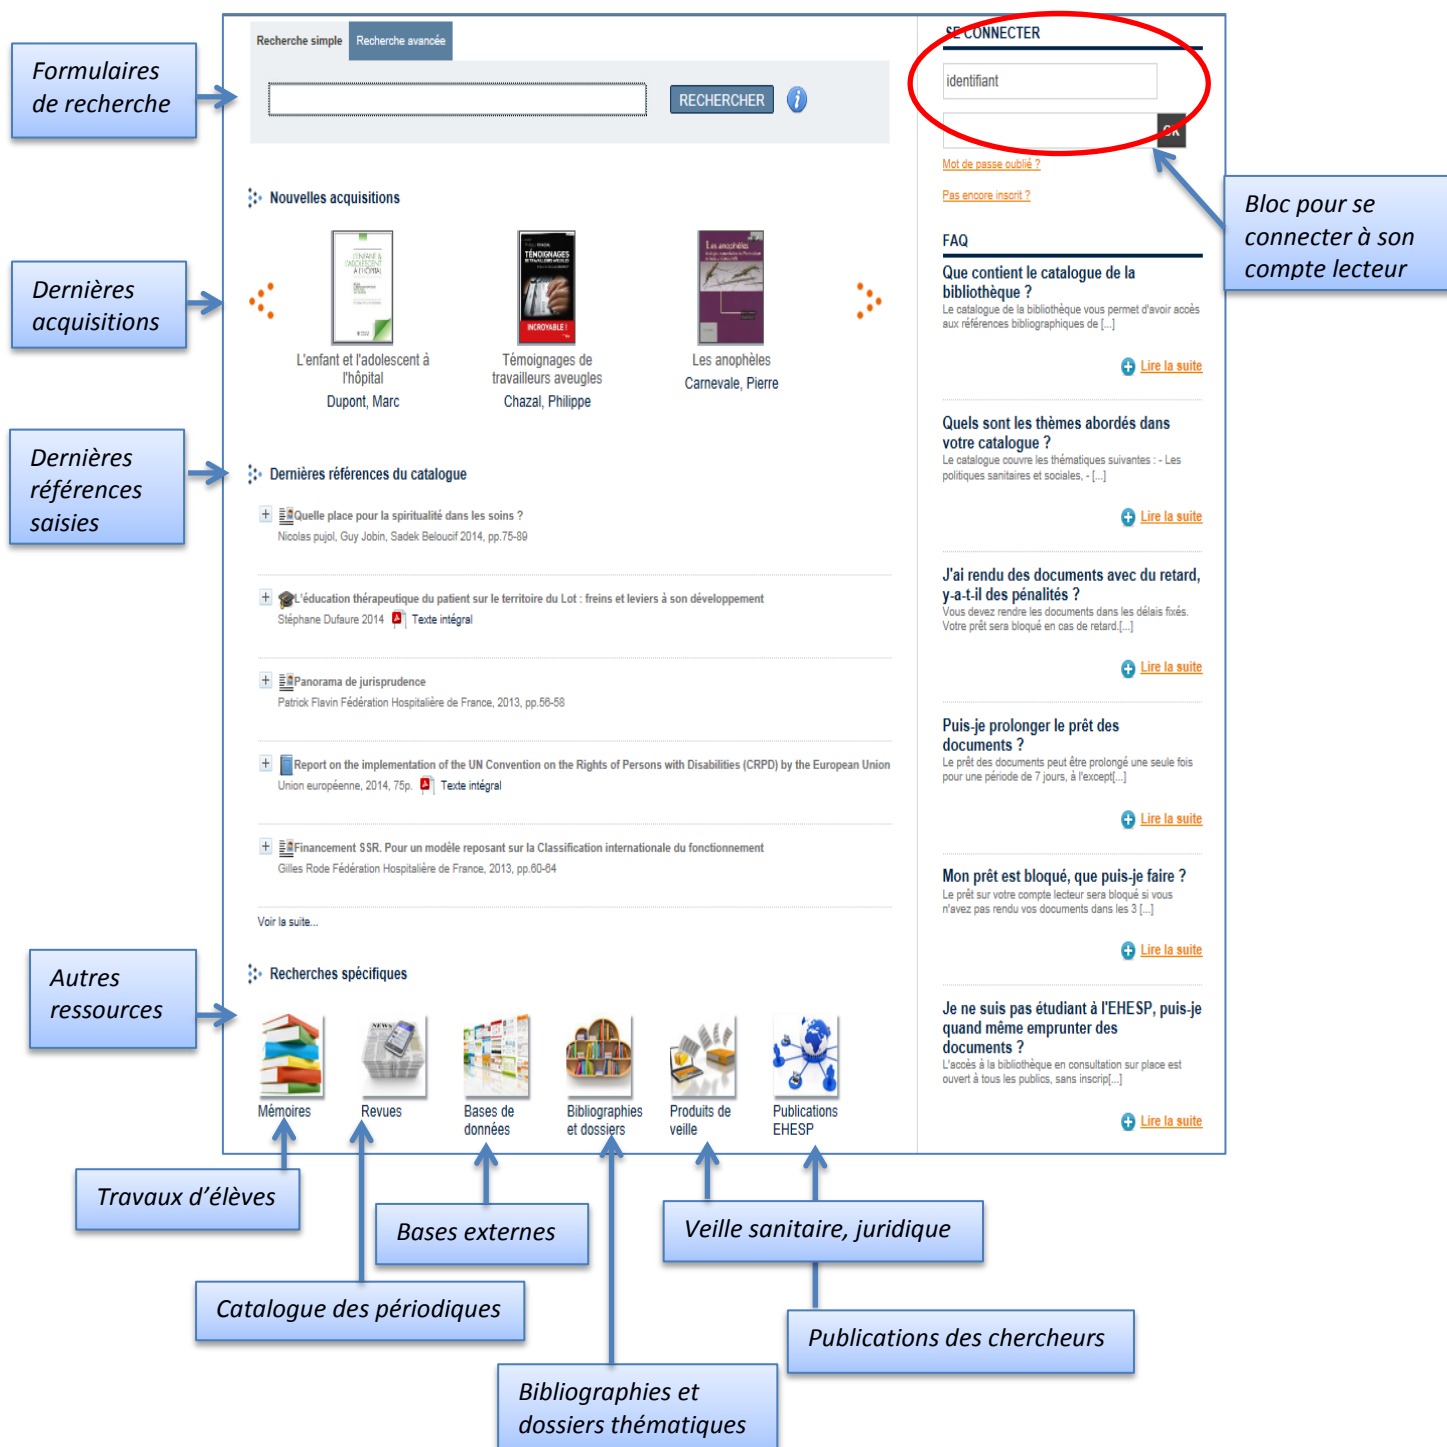 Formulaires
de recherche
Recherche simple
Recherche avancée
RECHERCHER
i
SE CONNECTER
identifiant
OK
Mot de passe oublié ?
Pas encore inscrit ?
Bloc pour se
connecter à son
compte lecteur
Dernières
acquisitions
Nouvelles acquisitions
L'ENFANT &
L'ADOLESCENT
À L'HÔPITAL
TÉMOIGNAGES
DE TRAVAILLEURS AVEUGLES
INCROYABLE !
Les anophèles
L'enfant et l'adolescent à
l'hôpital
Dupont, Marc
Témoignages de
travailleurs aveugles
Chazal, Philippe
Les anophèles
Carnevale, Pierre
Dernières
références
saisies
Dernières références du catalogue
Quelle place pour la spiritualité dans les soins ?
Nicolas pujol, Guy Jobin, Sadek Beloucif 2014, pp.75-89
L'éducation thérapeutique du patient sur le territoire du Lot : freins et leviers à son développement
Stéphane Dufaure 2014 Texte intégral
Panorama de jurisprudence
Patrick Flavin Fédération Hospitalière de France, 2013, pp.56-58
Report on the implementation of the UN Convention on the Rights of Persons with Disabilities (CRPD) by the European Union
Union européenne, 2014, 75p. Texte intégral
Financement SSR. Pour un modèle reposant sur la Classification internationale du fonctionnement
Gilles Rode Fédération Hospitalière de France, 2013, pp.60-64
Voir la suite...
FAQ
Que contient le catalogue de la
bibliothèque ?
Le catalogue de la bibliothèque vous permet d'avoir accès
aux références bibliographiques de [...]
Lire la suite
Quels sont les thèmes abordés dans
votre catalogue ?
Le catalogue couvre les thématiques suivantes : - Les
politiques sanitaires et sociales, - [...]
Lire la suite
J'ai rendu des documents avec du retard,
y-a-t-il des pénalités ?
Vous devez rendre les documents dans les délais fixés.
Votre prêt sera bloqué en cas de retard.[...]
Lire la suite
Puis-je prolonger le prêt des
documents ?
Le prêt des documents peut être prolongé une seule fois
pour une période de 7 jours, à l'except[...]
Lire la suite
Mon prêt est bloqué, que puis-je faire ?
Le prêt sur votre compte lecteur sera bloqué si vous
n'avez pas rendu vos documents dans les 3 [...]
Lire la suite
Je ne suis pas étudiant à l'EHESP, puis-je
quand même emprunter des
documents ?
L'accès à la bibliothèque en consultation sur place est
ouvert à tous les publics, sans inscrip[...]
Lire la suite
Autres
ressources
Recherches spécifiques
NEWS
Mémoires
Revues
Bases de
données
Bibliographies
et dossiers
Produits de
veille
Publications
EHESP
Travaux d'élèves
Bases externes
Veille sanitaire, juridique
Catalogue des périodiques
Publications des chercheurs
Bibliographies et
dossiers thématiques